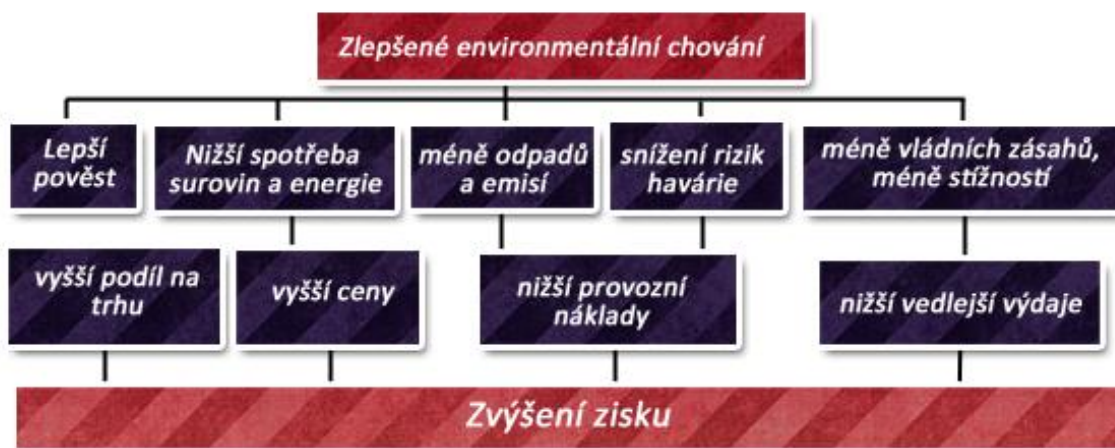 Zlepšené environmentální chování
Lepší
pověst
Nižší spotřeba
surovin a energie
méně odpadů
a emisí
snížení rizik
havárie
méně vládních zásahů,
méně stížností
vyšší podíl na
trhu
vyšší ceny
nižší provozní
náklady
nižší vedlejší výdaje
Zvýšení zisku